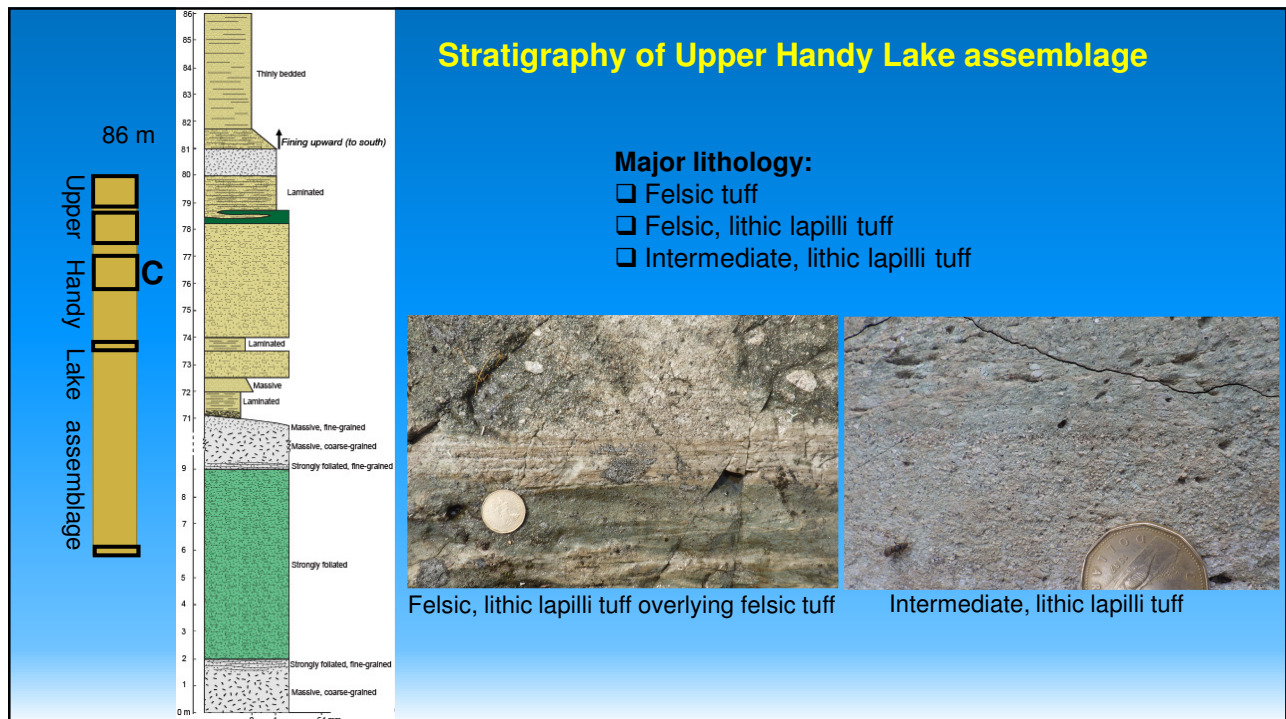 Stratigraphy of Upper Handy Lake assemblage
86 m
Upper Handy Lake assemblage
C
86
85
84
Thinly bedded
83
82
81
Fining upward (to south)
80
79
Laminated
78
77
76
75
74
Laminated
73
72
Massive
Laminated
71
Massive, fine-grained
Massive, coarse-grained
Strongly foliated, fine-grained
9
8
7
6
5
Strongly foliated
4
3
2
Strongly foliated, fine-grained
1
Massive, coarse-grained
0 m
Major lithology:
❑ Felsic tuff
❑ Felsic, lithic lapilli tuff
❑ Intermediate, lithic lapilli tuff
Felsic, lithic lapilli tuff overlying felsic tuff
Intermediate, lithic lapilli tuff